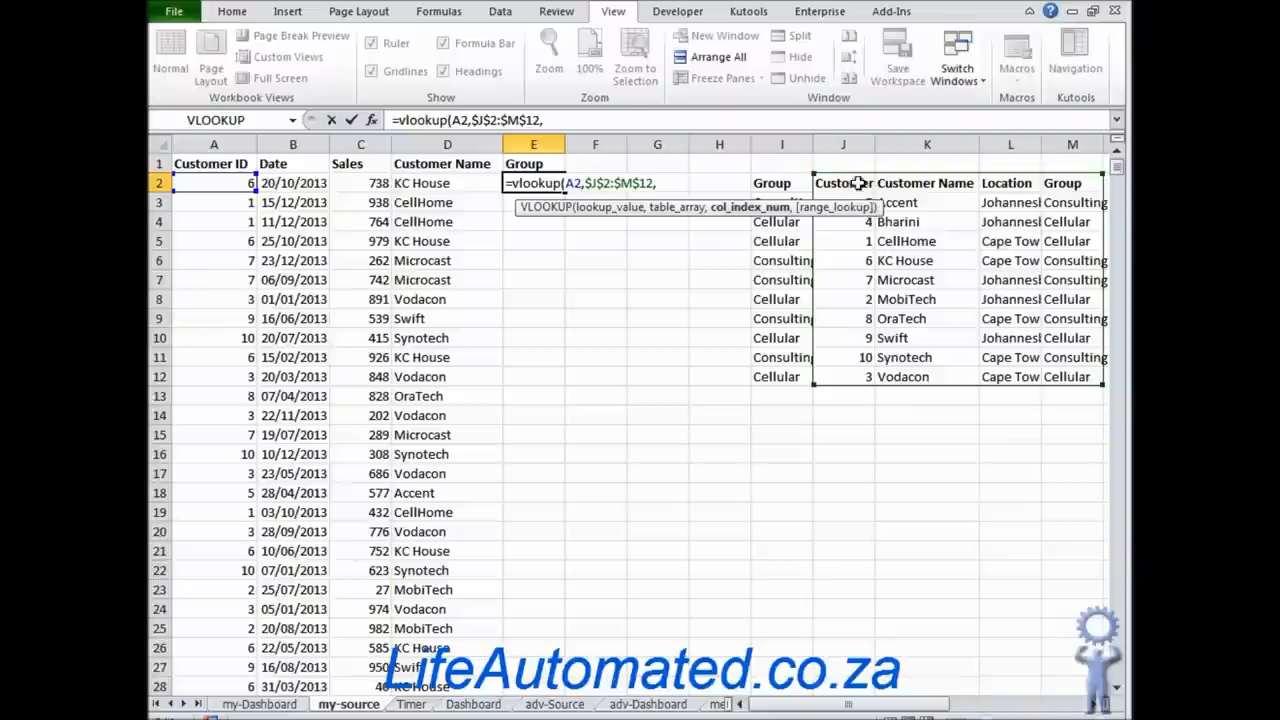 File Home Insert Page Layout Formulas Data Review View Developer Kutools Enterprise Add-Ins
Normal Page Layout Page Break Preview Custom Views Full Screen
Workbook Views
Ruler Formula Bar Gridlines Headings
Show
Zoom 100% Zoom to Selection
Zoom
New Window Arrange All Freeze Panes Split Hide Unhide Save Workspace Switch Windows
Window
Macros
Macros
Navigation
Kutools
VLOOKUP fx =vlookup(A2,$J$2:$M$12,
A B C D E F G H I J K L M
1 Customer ID Date Sales Customer Name Group
2 6 20/10/2013 738 KC House =vlookup(A2,$J$2:$M$12, Group Customer Customer Name Location Group
VLOOKUP(lookup_value, table_array, col_index_num, [range_lookup])
3 1 15/12/2013 938 CellHome Accent Johannesl Consulting
4 1 11/12/2013 764 CellHome Cellular 4 Bharini Johannesl Cellular
5 6 25/10/2013 979 KC House Cellular 1 CellHome Cape Tow Cellular
6 7 23/12/2013 262 Microcast Consulting 6 KC House Cape Tow Consulting
7 7 06/09/2013 742 Microcast Consulting 7 Microcast Cape Tow Consulting
8 3 01/01/2013 891 Vodacon Cellular 2 MobiTech Johannesl Cellular
9 9 16/06/2013 539 Swift Consulting 8 OraTech Cape Tow Consulting
10 10 20/07/2013 415 Synotech Cellular 9 Swift Johannesl Cellular
11 6 15/02/2013 926 KC House Consulting 10 Synotech Cape Tow Consulting
12 3 20/03/2013 848 Vodacon Cellular 3 Vodacon Cape Tow Cellular
13 8 07/04/2013 828 OraTech
14 3 22/11/2013 202 Vodacon
15 7 19/07/2013 289 Microcast
16 10 10/12/2013 308 Synotech
17 3 23/05/2013 686 Vodacon
18 5 28/04/2013 577 Accent
19 1 03/10/2013 432 CellHome
20 3 28/09/2013 776 Vodacon
21 6 10/06/2013 752 KC House
22 10 07/01/2013 623 Synotech
23 2 25/07/2013 27 MobiTech
24 3 05/01/2013 974 Vodacon
25 2 20/08/2013 982 MobiTech
26 6 22/05/2013 585 KC House
27 9 16/08/2013 950 Swift
28 6 31/03/2013 KC House
LifeAutomated.co.za
my-Dashboard my-source Timer Dashboard adv-Source adv-Dashboard me